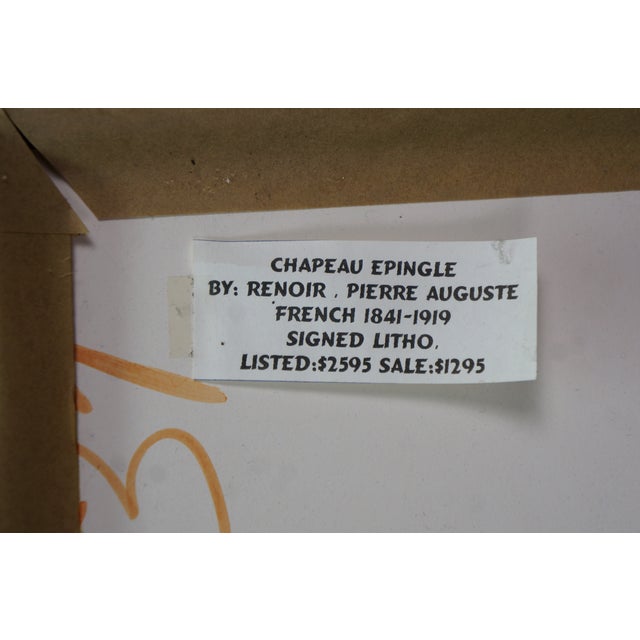 CHAPEAU EPINGLE
BY: RENOIR , PIERRE AUGUSTE
FRENCH 1841-1919
SIGNED LITHO,
LISTED:$2595 SALE:$1295